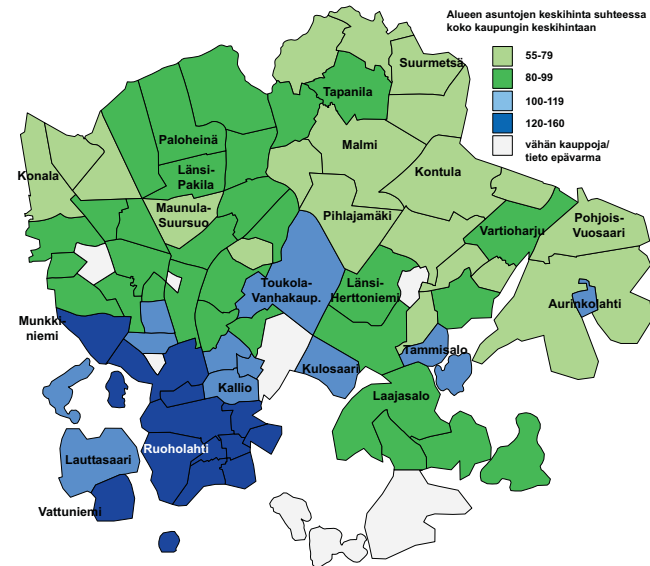 Alueen asuntojen keskihinta suhteessa
koko kaupungin keskihintaan
55-79
80-99
100-119
120-160
vähän kauppoja/
tieto epävarma
Suurmetsä
Tapanila
Paloheinä
Malmi
Konala
Länsi-
Pakila
Kontula
Maunula-
Suursuo
Pihlajamäki
Vartioharju
Pohjois-
Vuosaari
Toukola-
Vanhakaup.
Länsi-
Herttoniemi
Aurinkolahti
Munkki-
niemi
Tammisalo
Kulosaari
Kallio
Laajasalo
Ruoholahti
Lauttasaari
Vattuniemi